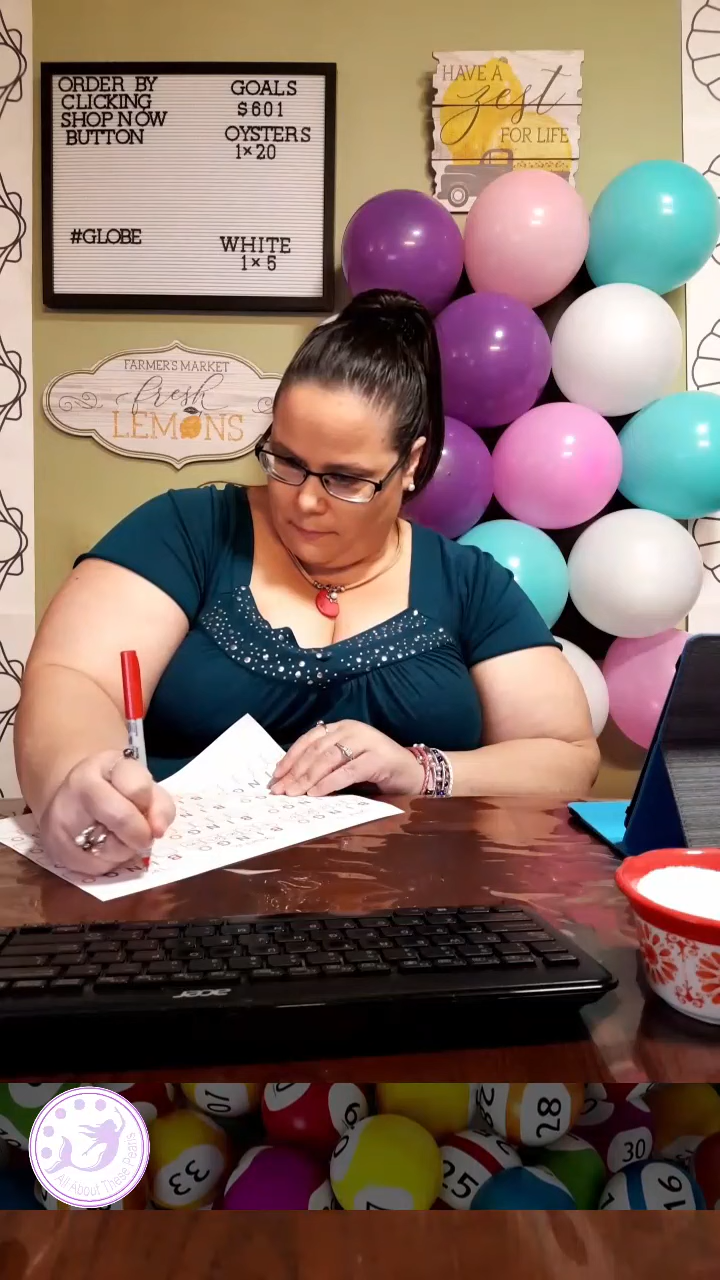 ORDER BY
CLICKING
SHOP NOW
BUTTON
GOALS
$601
OYSTERS
1×20
#GLOBE
WHITE
1×5
HAVE A
zest
FOR LIFE
FARMER'S MARKET
fresh
LEMONS
BINGO
acer
All About These Pearls
33
25
28
30
16